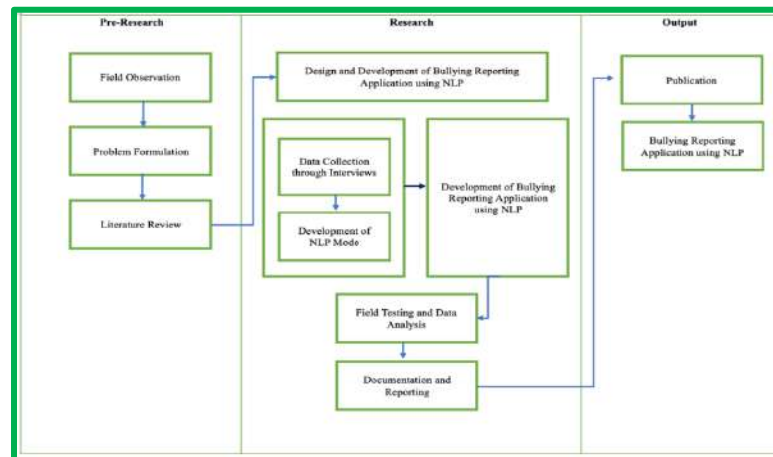 Pre-Research
Field Observation
Problem Formulation
Literature Review
Research
Design and Development of Bullying Reporting
Application using NLP
Data Collection
through Interviews
Development of
NLP Mode
Development of Bullying
Reporting Application
using NLP
Field Testing and Data
Analysis
Documentation and
Reporting
Output
Publication
Bullying Reporting
Application using NLP